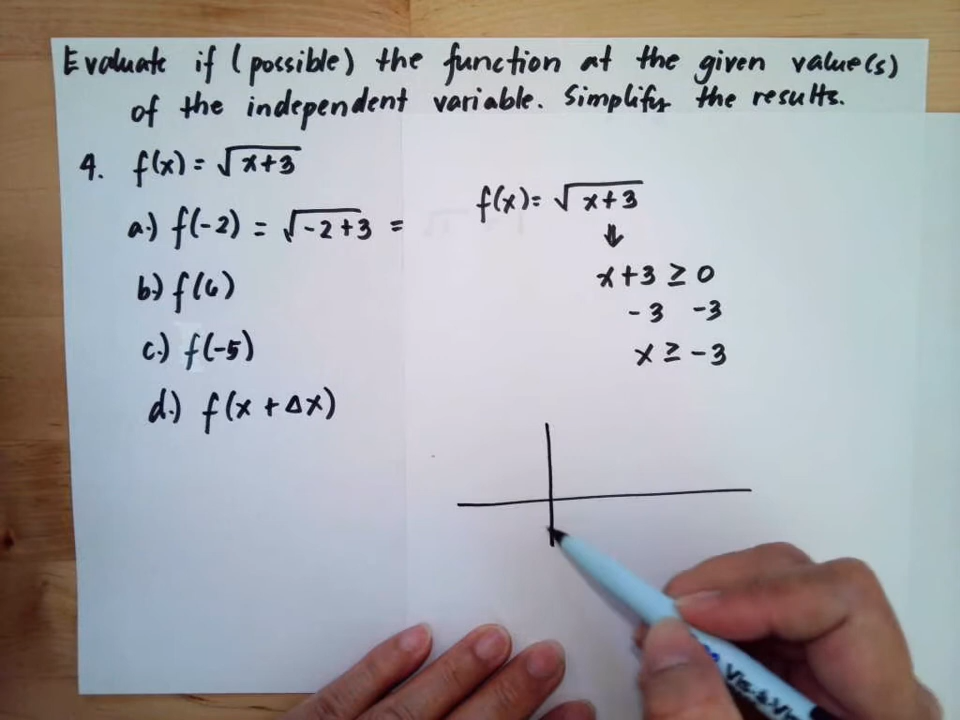 Evaluate if (possible) the function at the given value(s)
of the independent variable. Simplify the results.
4. f(x) = √x+3
a.) f(-2) = √-2+3 =
b.) f(6)
c.) f(-5)
d.) f(x + Δx)
f(x) = √x+3
⇓
x+3 ≥ 0
-3 -3
x ≥ -3